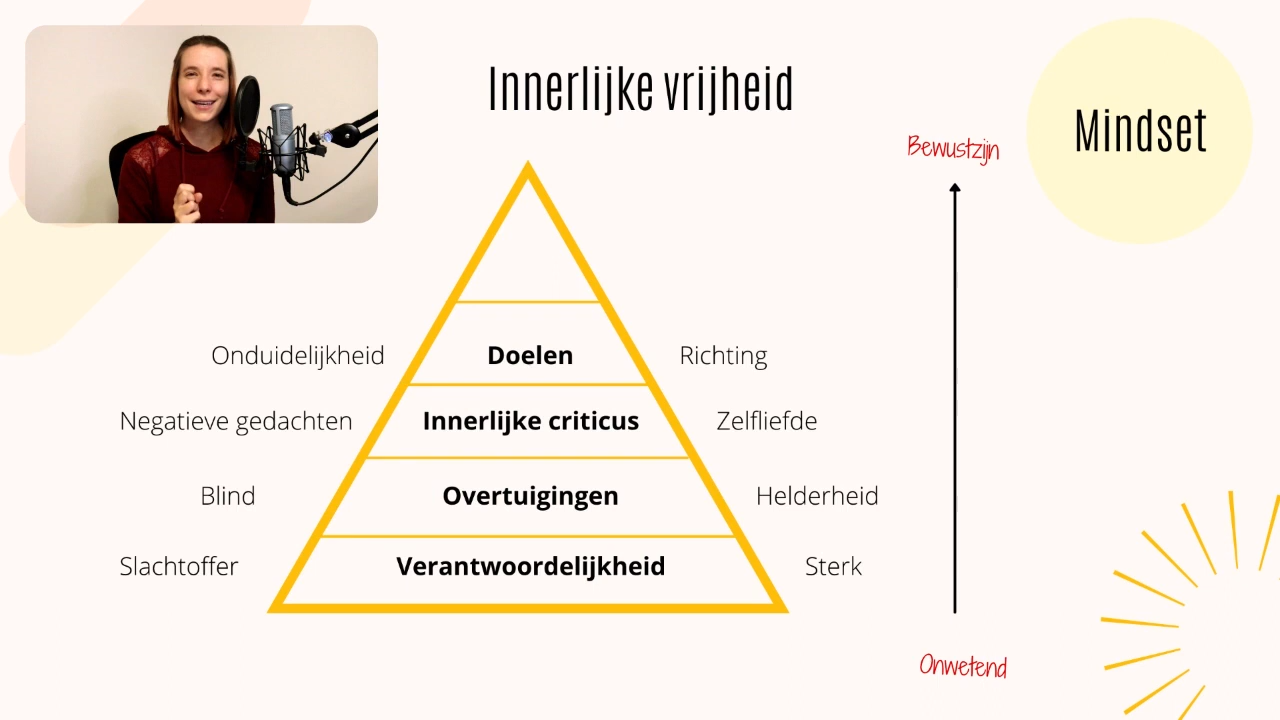 Innerlijke vrijheid
Mindset
Bewustzijn
Onduidelijkheid Doelen Richting
Negatieve gedachten Innerlijke criticus Zelfliefde
Blind Overtuigingen Helderheid
Slachtoffer Verantwoordelijkheid Sterk
Onwetend